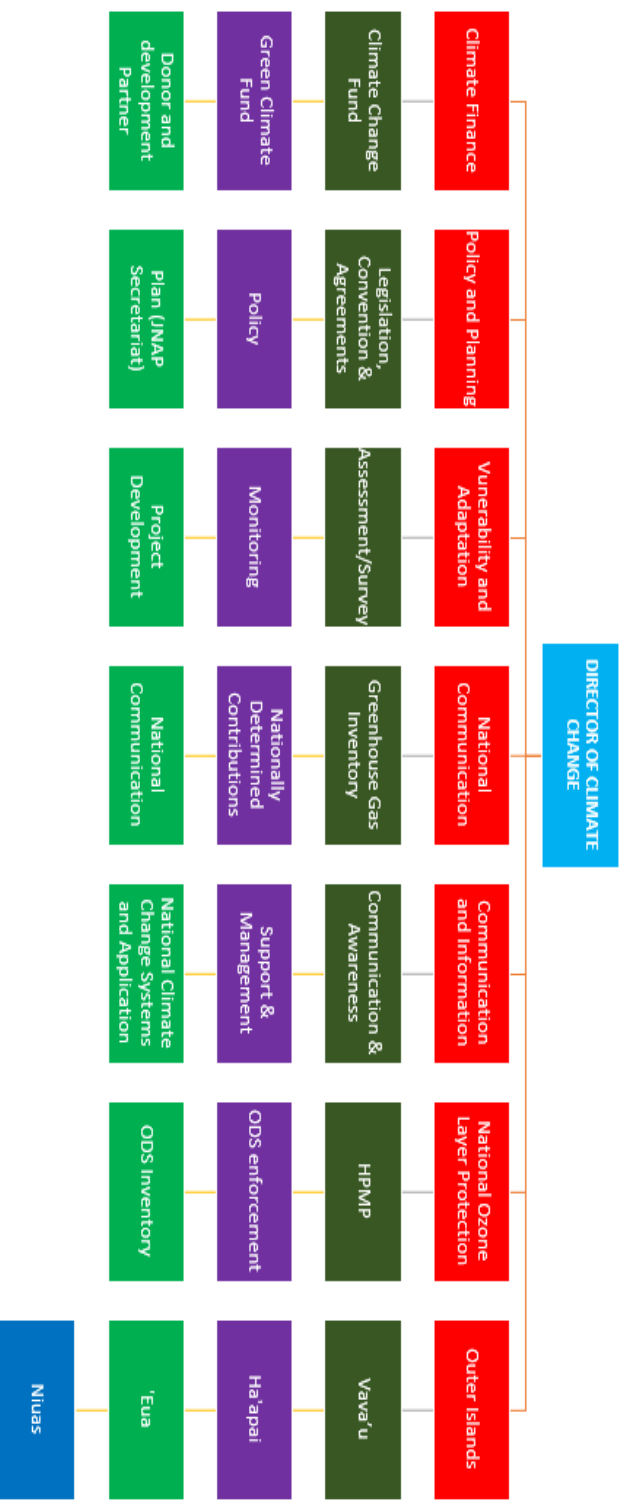 DIRECTOR OF CLIMATE
CHANGE
Climate Finance
Climate Change
Fund
Green Climate
Fund
Donor and
development
Partner
Policy and Planning
Legislation,
Convention &
Agreements
Policy
Plan (JNAP
Secretariat)
Vunerability and
Adaptation
Assessment/Survey
Monitoring
Project
Development
National
Communication
Greenhouse Gas
Inventory
Nationally
Determined
Contributions
National
Communication
Communication
and Information
Communication &
Awareness
Support &
Management
National Climate
Change Systems
and Application
National Ozone
Layer Protection
HPMP
ODS enforcement
ODS Inventory
Outer Islands
Vava’u
Ha'apai
'Eua
Niuas